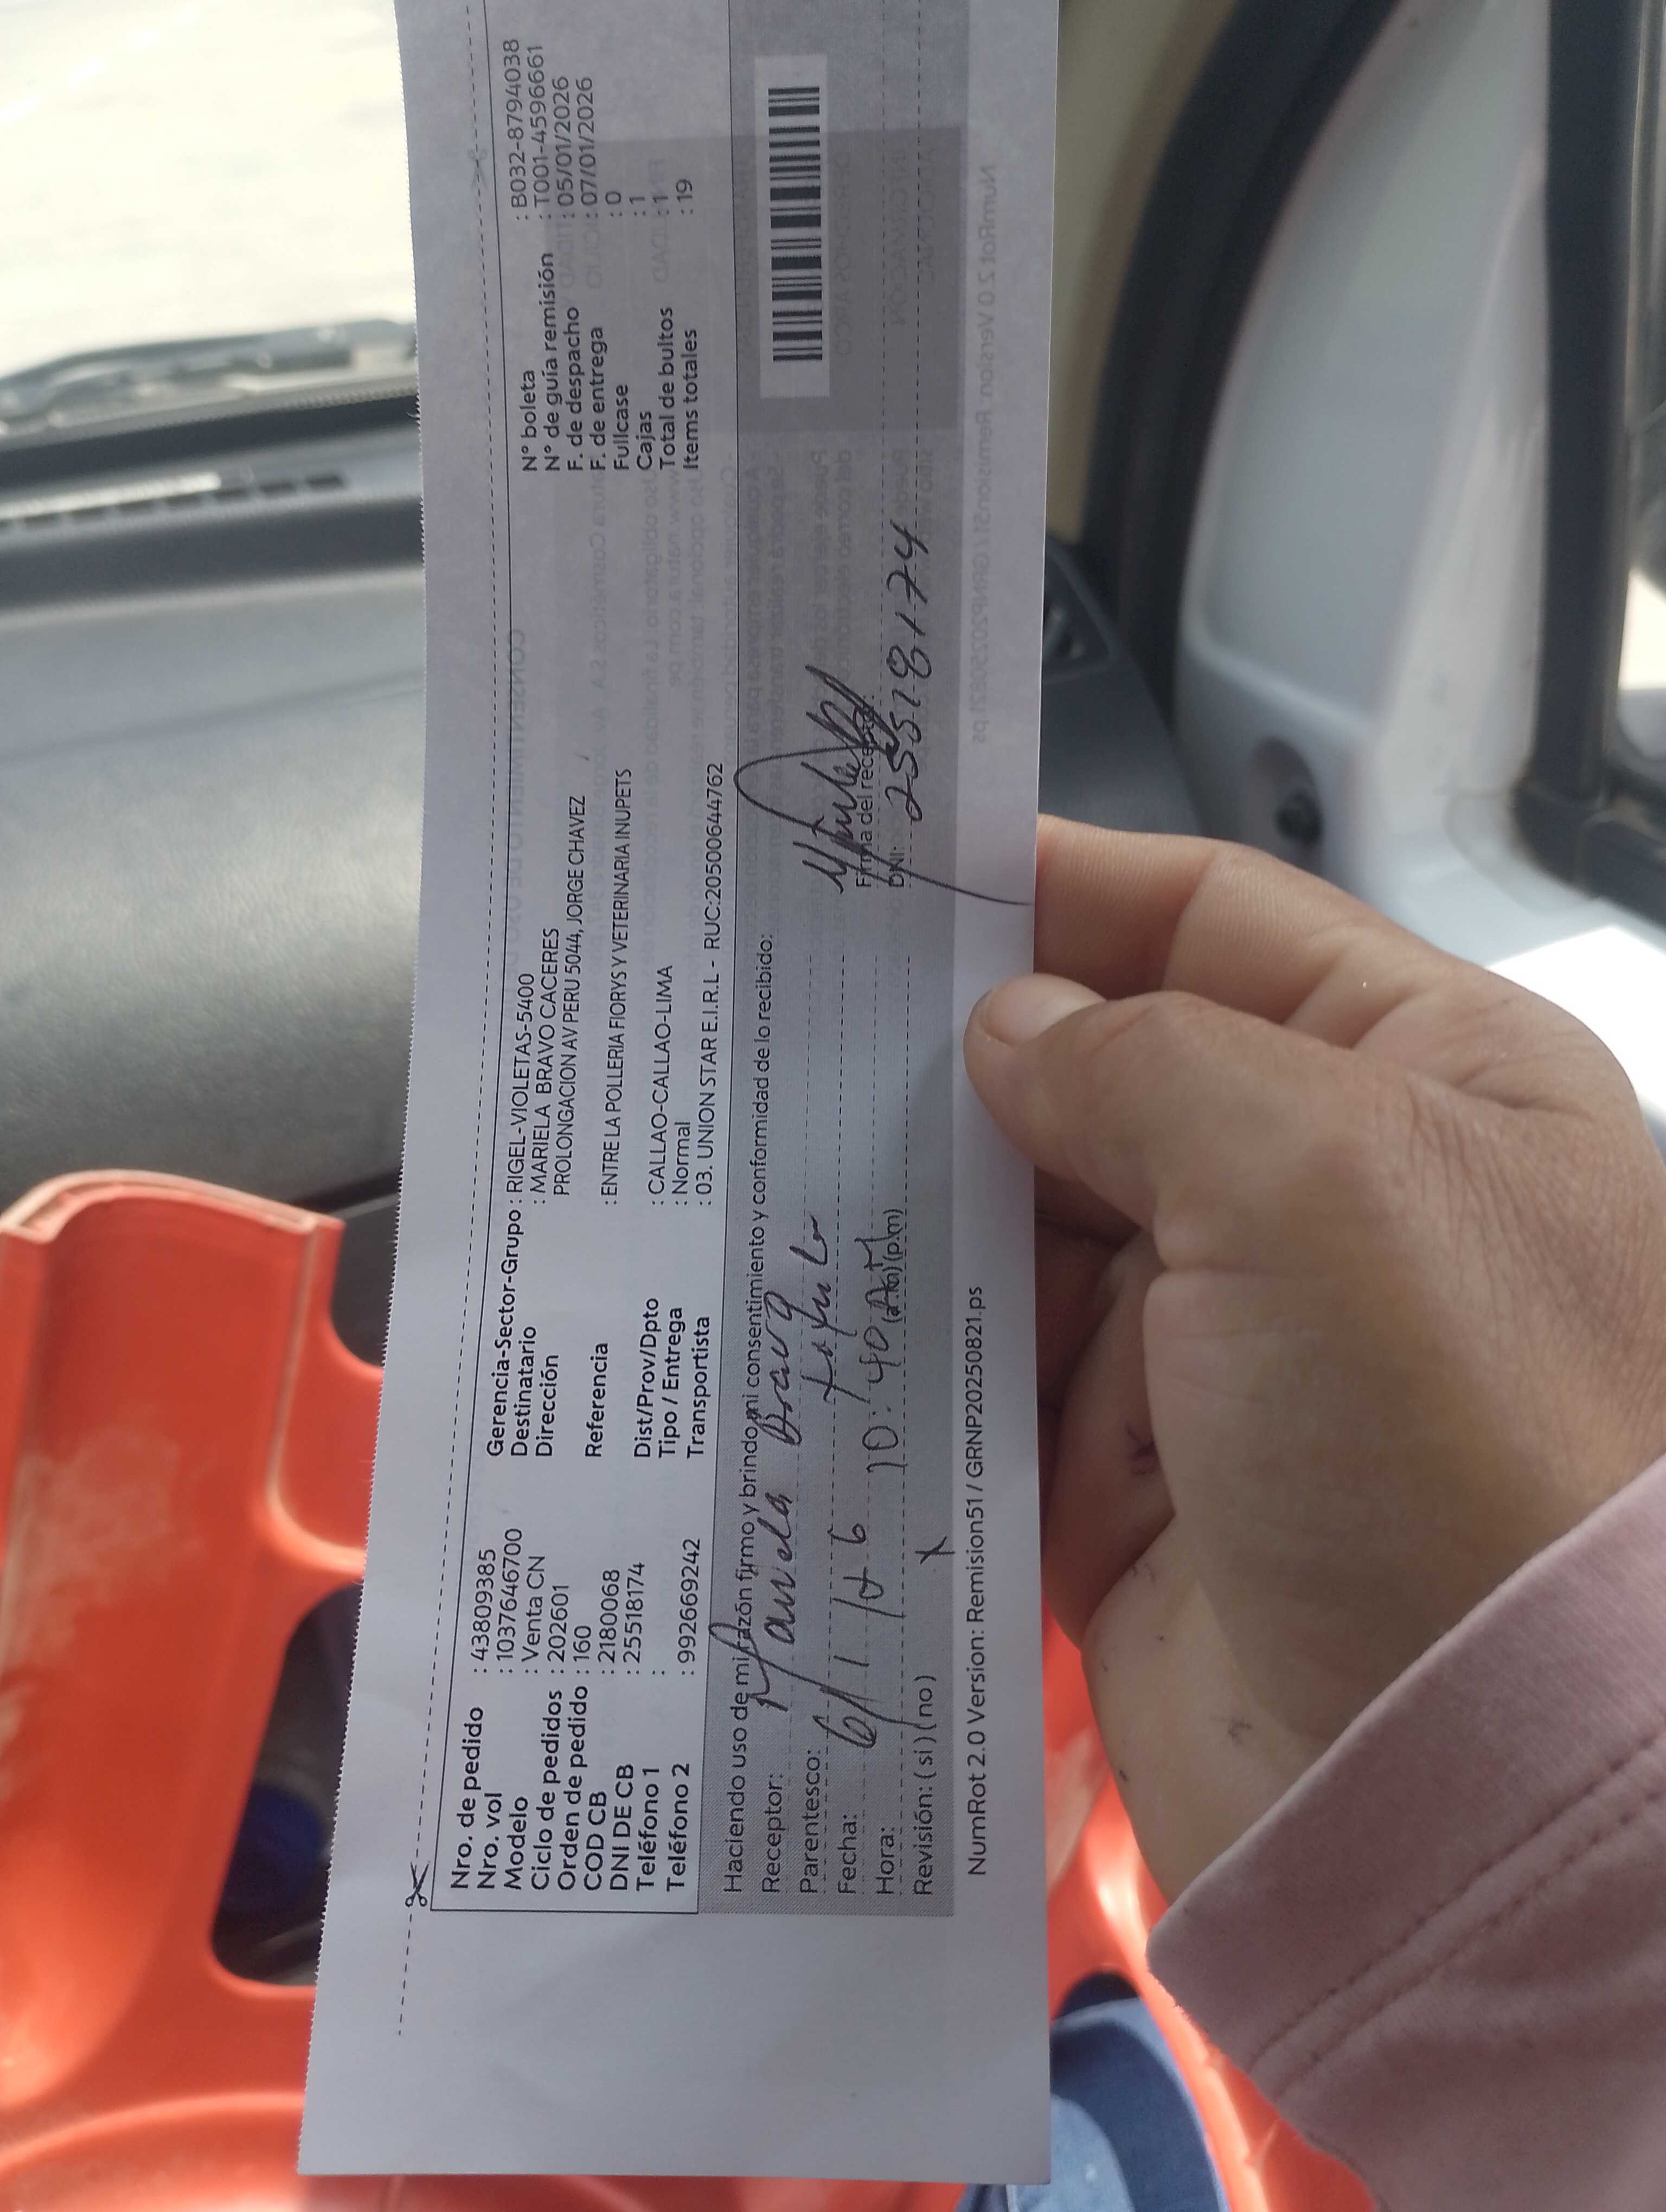 Nro. de pedido : 43809385
Nro. vol : 1037646700
Modelo : Venta CN
Ciclo de pedidos : 202601
Orden de pedido : 160
COD CB : 2180068
DNI DE CB : 25518174
Teléfono 1 :
Teléfono 2 : 992669242
Gerencia-Sector-Grupo : RIGEL-VIOLETAS-5400
Destinatario : MARIELA BRAVO CACERES
Dirección PROLONGACION AV PERU 5044, JORGE CHAVEZ
Referencia : ENTRE LA POLLERIA FIORYS Y VETERINARIA INUPETS
Dist/Prov/Dpto : CALLAO-CALLAO-LIMA
Tipo / Entrega : Normal
Transportista : 03. UNION STAR E.I.R.L - RUC:20500644762
N° boleta : B032-8794038
N° de guía remisión : T001-4596661
F. de despacho : 05/01/2026
F. de entrega : 07/01/2026
Fullcase : 0
Cajas : 1
Total de bultos : 1
Items totales : 19
Haciendo uso de mi razón firmo y brindo mi consentimiento y conformidad de lo recibido:
Receptor: Mariela Bravo
Parentesco:
Fecha: 6/1
Hora: 10:40 (a.m) (p.m)
Revisión: ( si ) ( no ) X
Firma del receptor:
DNI: 25518174
NumRot 2.0 Version: Remision51 / GRNP20250821.ps